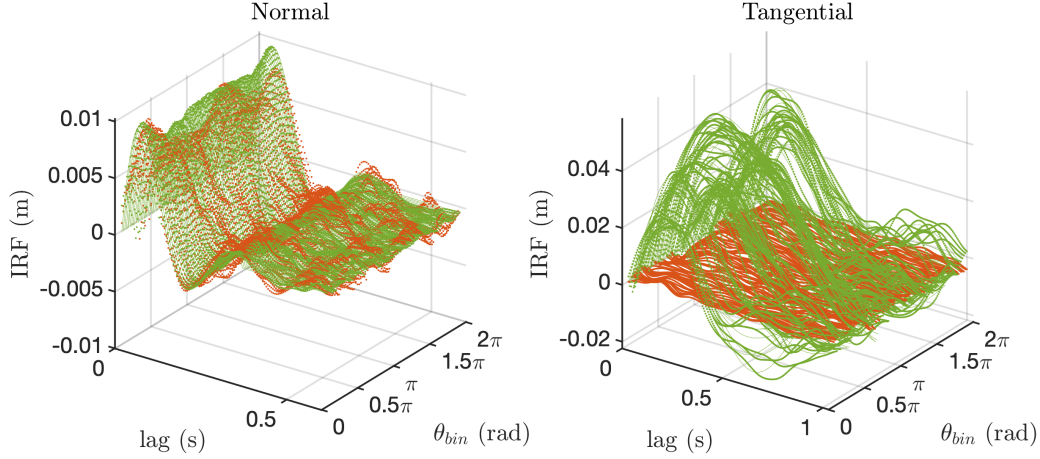 Normal
0.01
0.005
0
-0.005
-0.01
IRF (m)
0
0.5
lag (s)
0
0.5π
π
1.5π
2π
θbin (rad)
Tangential
0.04
0.02
0
-0.02
IRF (m)
0
0.5
1
lag (s)
0
0.5π
π
1.5π
2π
θbin (rad)